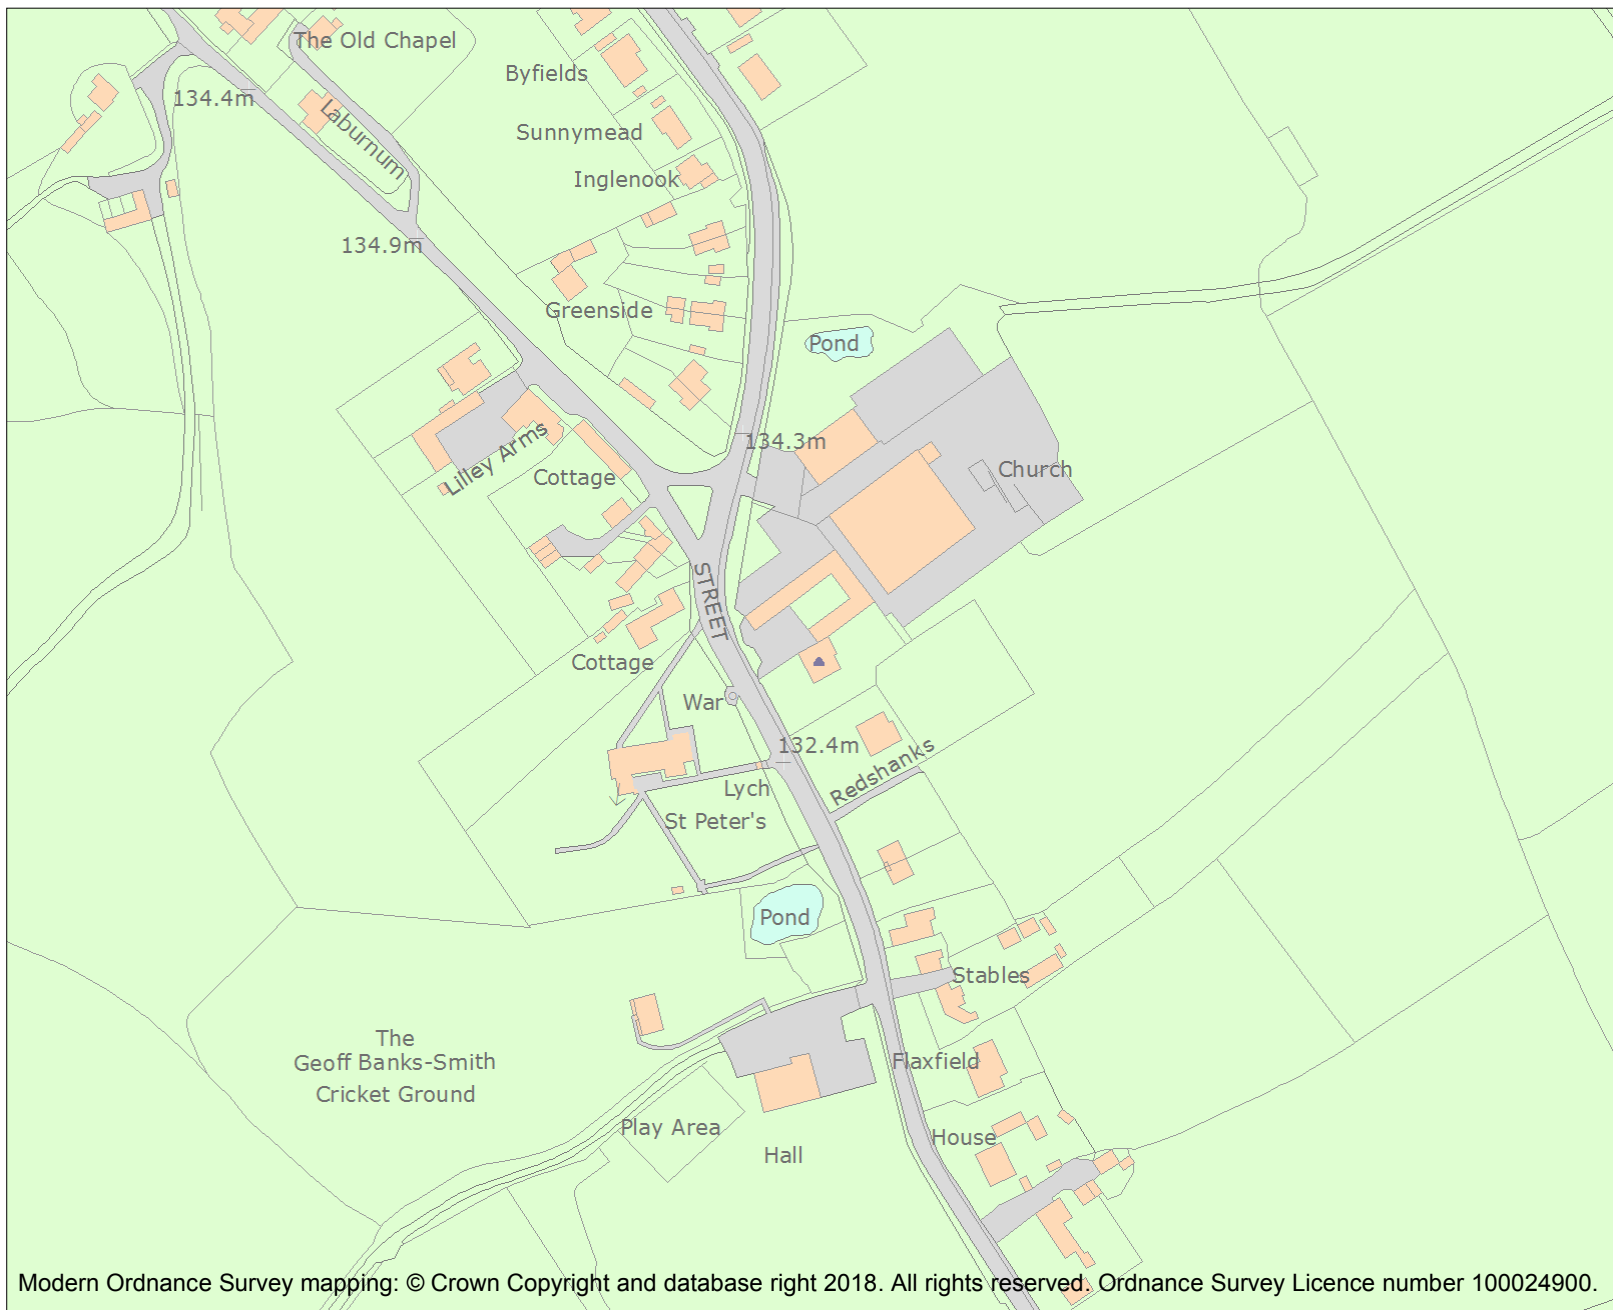 The Old Chapel
Byfields
134.4m
Laburnum
Sunnymead
Inglenook
134.9m
Greenside
Pond
134.3m
Lilley Arms
Church
Cottage
STREET
Cottage
War
132.4m
Redshanks
Lych
St Peter's
Pond
Stables
The
Geoff Banks-Smith
Cricket Ground
Flaxfield
Play Area
House
Hall
Modern Ordnance Survey mapping: © Crown Copyright and database right 2018. All rights reserved. Ordnance Survey Licence number 100024900.